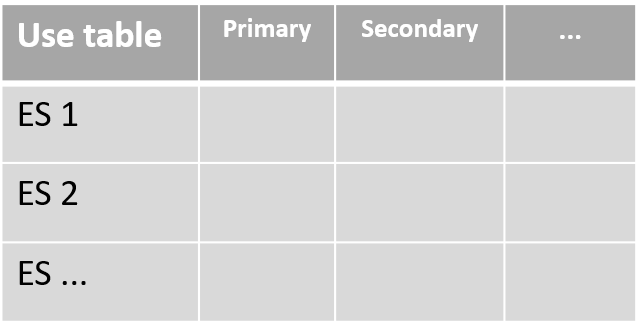 Use table Primary Secondary ...
ES 1
ES 2
ES ...